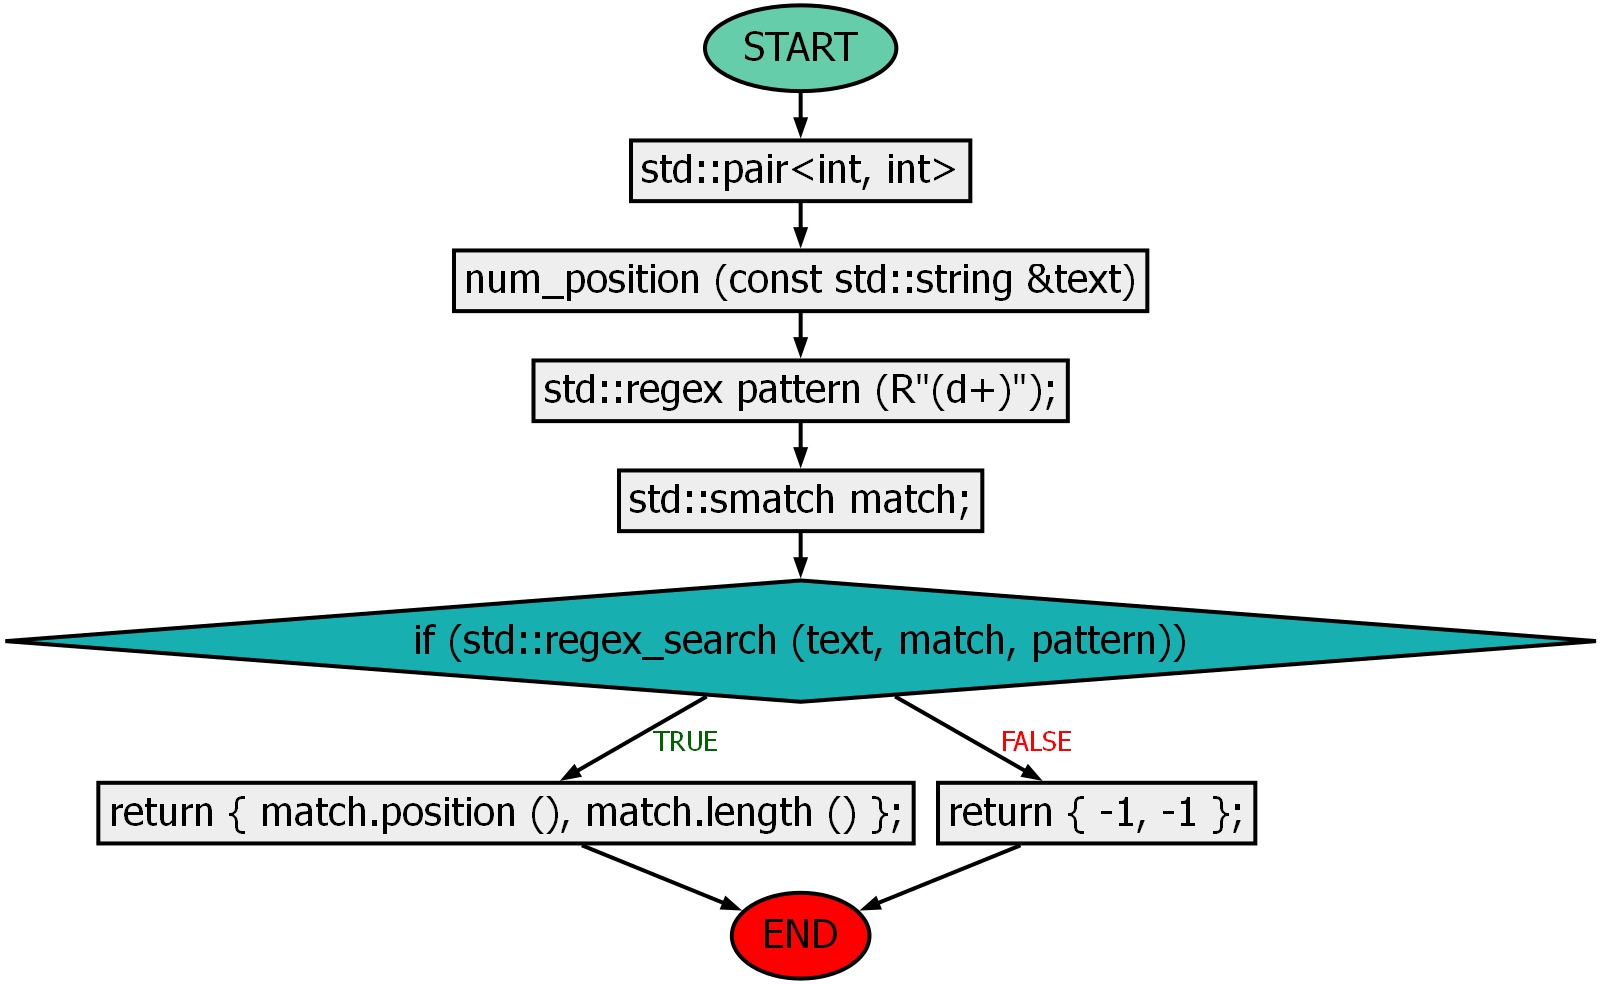 START
std::pair<int, int>
num_position (const std::string &text)
std::regex pattern (R"(d+)");
std::smatch match;
if (std::regex_search (text, match, pattern))
TRUE
FALSE
return { match.position (), match.length () };
return { -1, -1 };
END